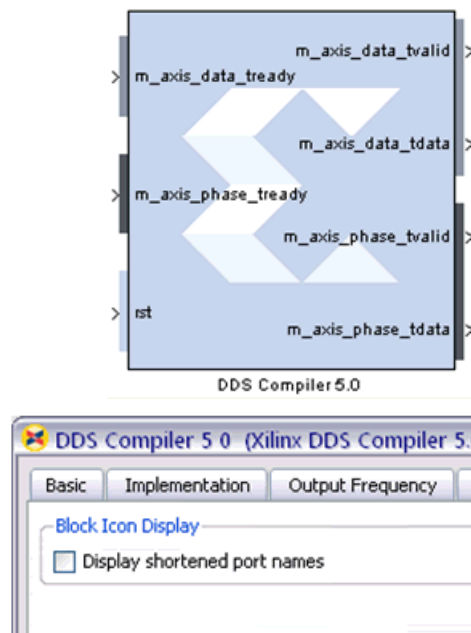 m_axis_data_tvalid
m_axis_data_tready
m_axis_data_tdata
m_axis_phase_tready
m_axis_phase_tvalid
rst
m_axis_phase_tdata
DDS Compiler 5.0
DDS Compiler 5 0 (Xilinx DDS Compiler 5.
Basic Implementation Output Frequency
Block Icon Display
Display shortened port names